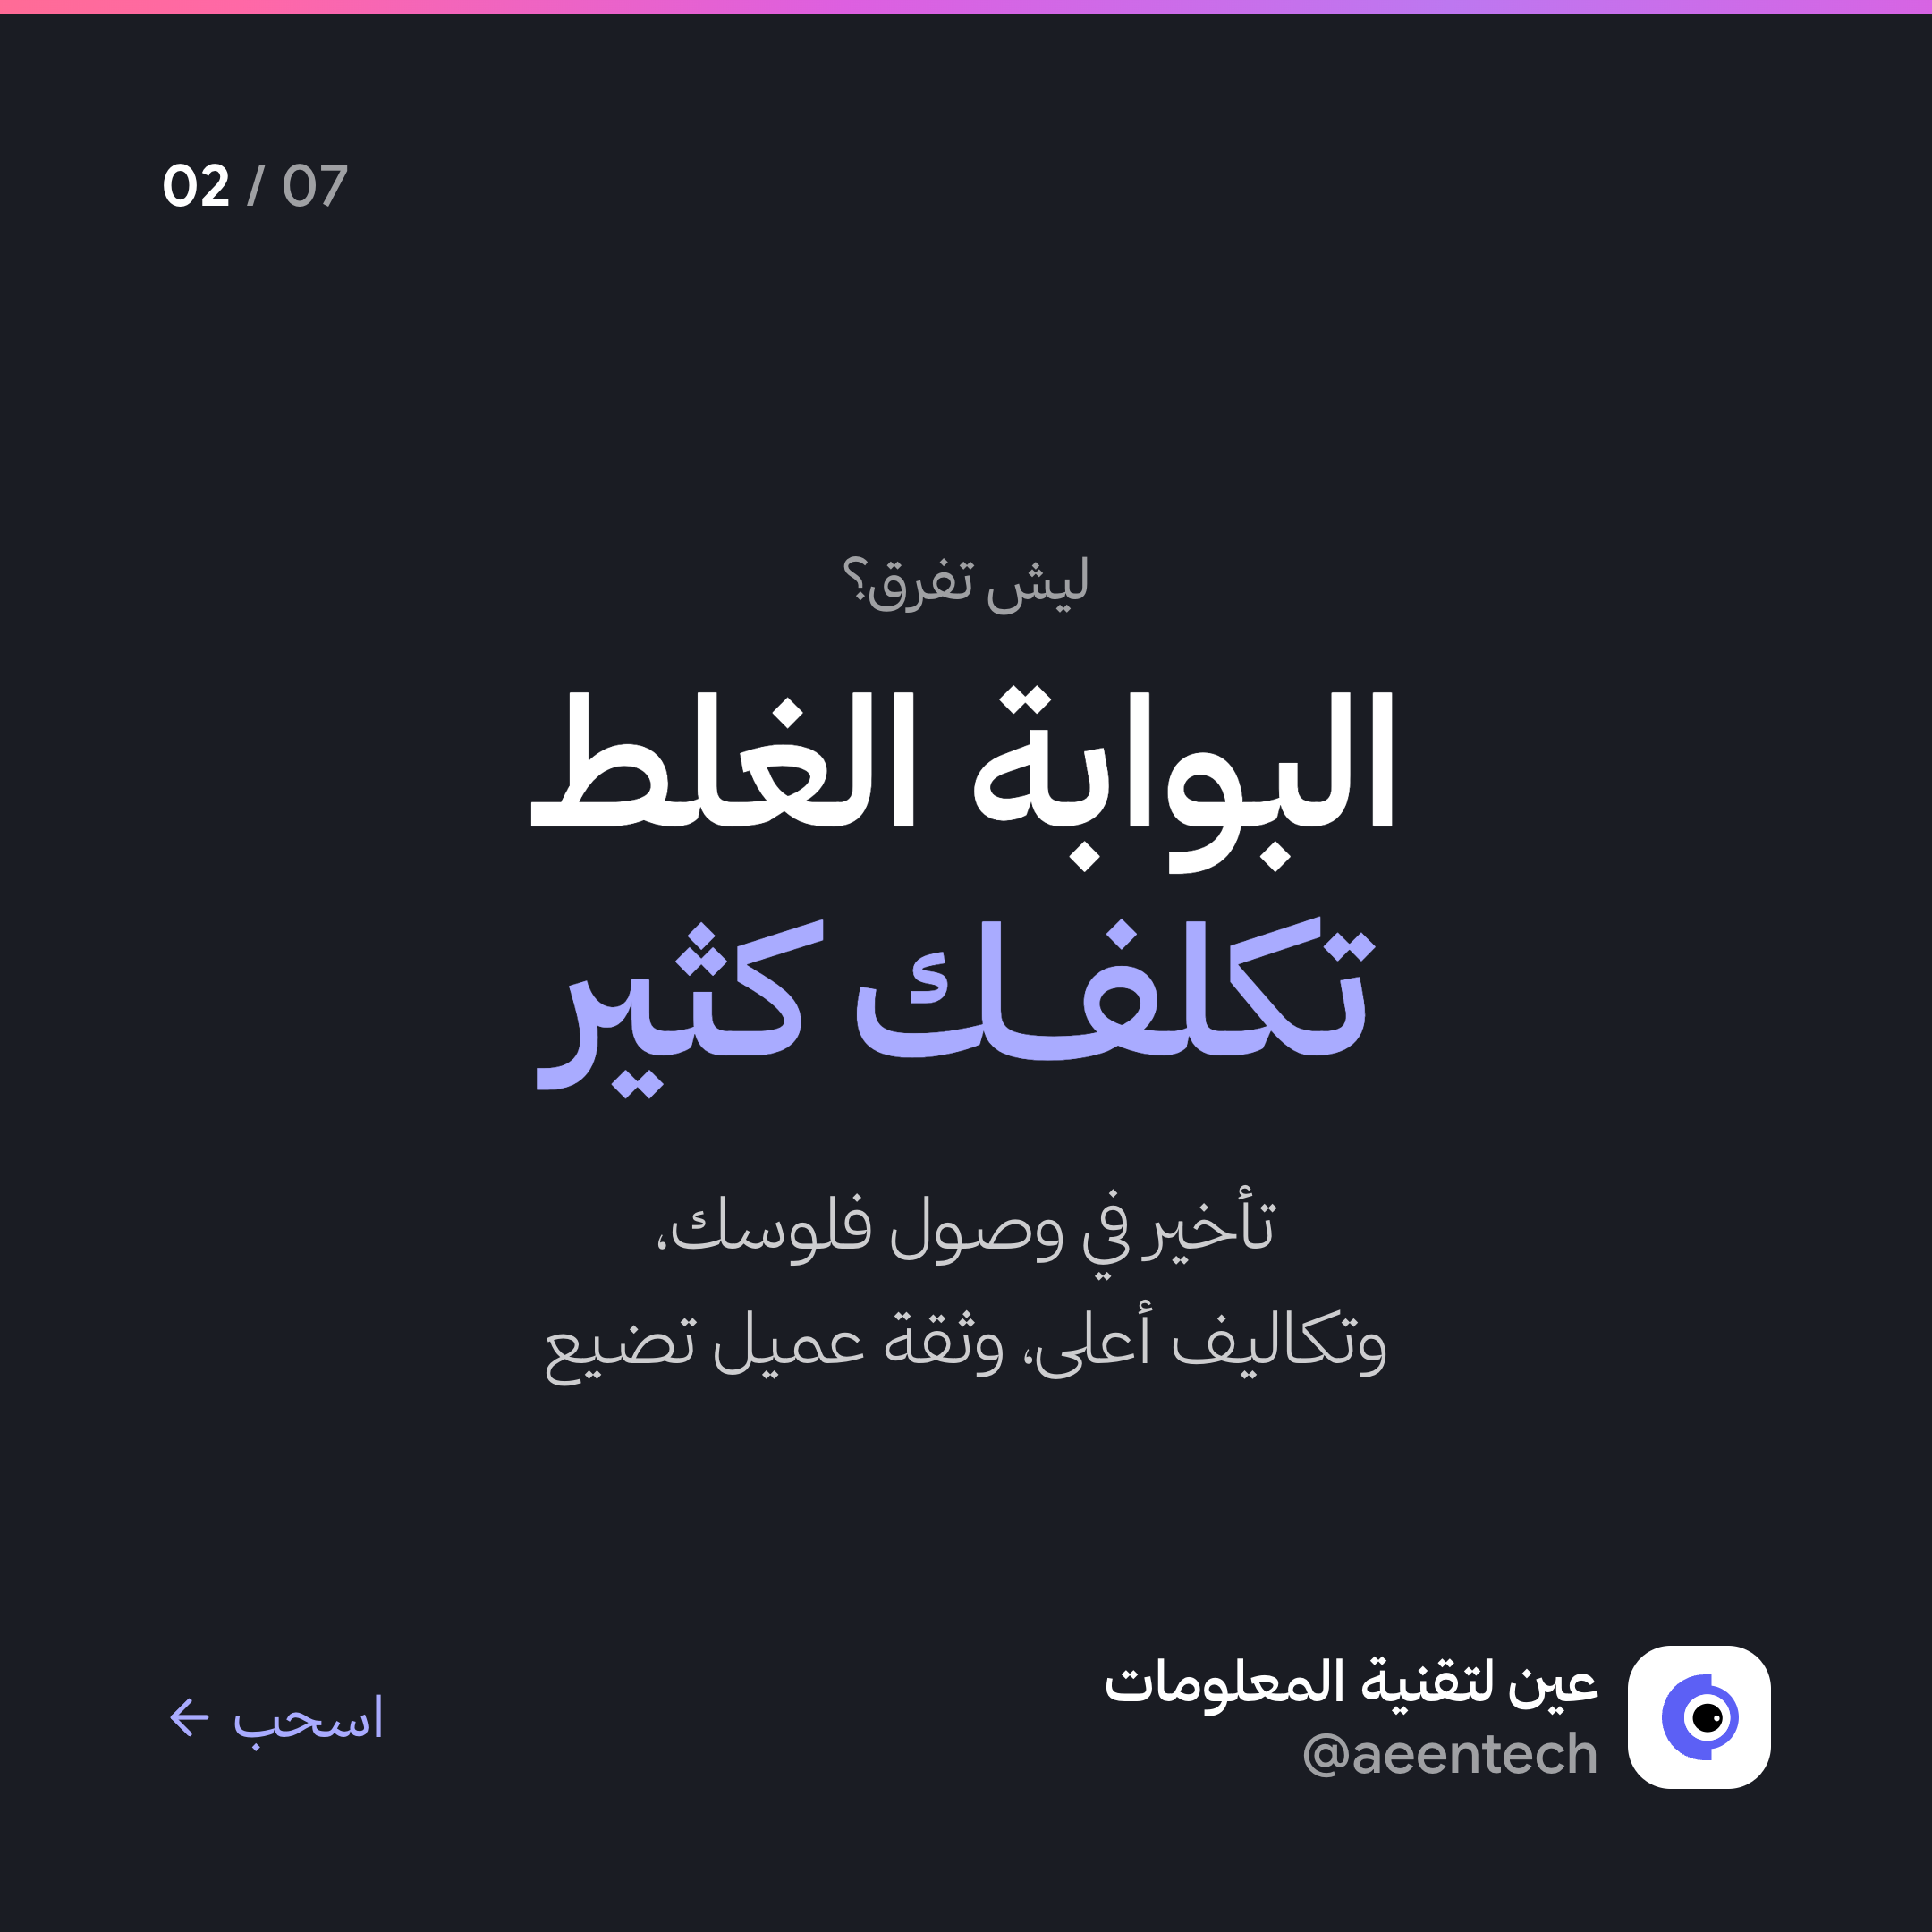 02 / 07
ليش تفرق؟
البوابة الغلط
تكلفك كثير
تأخير في وصول فلوسك،
وتكاليف أعلى، وثقة عميل تضيع
عين لتقنية المعلومات
@aeentech
اسحب ←